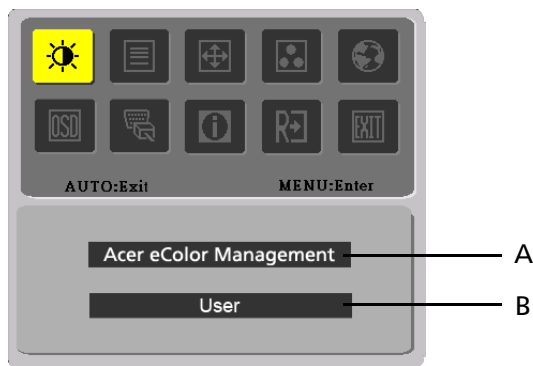 OSD
R
EXIT
AUTO:Exit MENU:Enter
Acer eColor Management A
User B